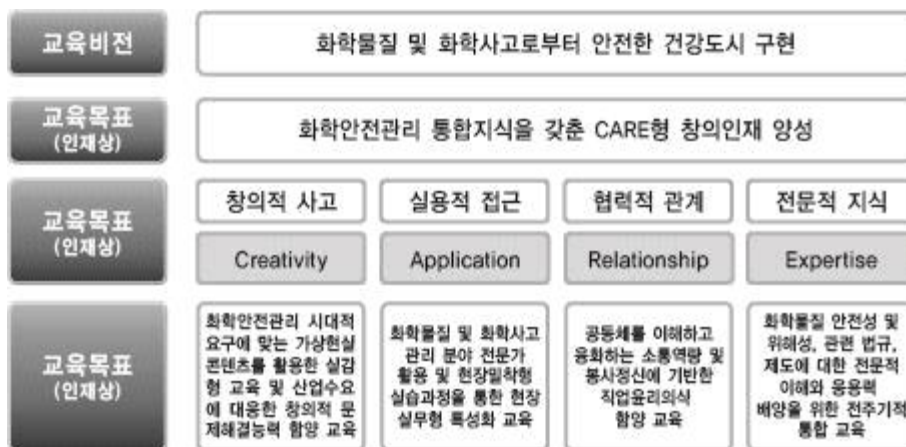 교육비전
화학물질 및 화학사고로부터 안전한 건강도시 구현
교육목표
(인재상)
화학안전관리 통합지식을 갖춘 CARE형 창의인재 양성
교육목표
(인재상)
창의적 사고
실용적 접근
협력적 관계
전문적 지식
Creativity
Application
Relationship
Expertise
교육목표
(인재상)
화학안전관리 시대적
요구에 맞는 가상현실
콘텐츠를 활용한 실감
형 교육 및 산업수요
에 대응한 창의적 문
제해결능력 함양 교육
화학물질 및 화학사고
관리 분야 전문가
활용 및 현장밀착형
실습과정을 통한 현장
실무형 특성화 교육
공동체를 이해하고
융화하는 소통역량 및
봉사정신에 기반한
직업윤리의식
함양 교육
화학물질 안전성 및
위해성, 관련 법규,
제도에 대한 전문적
이해와 응용력
배양을 위한 전주기적
통합 교육